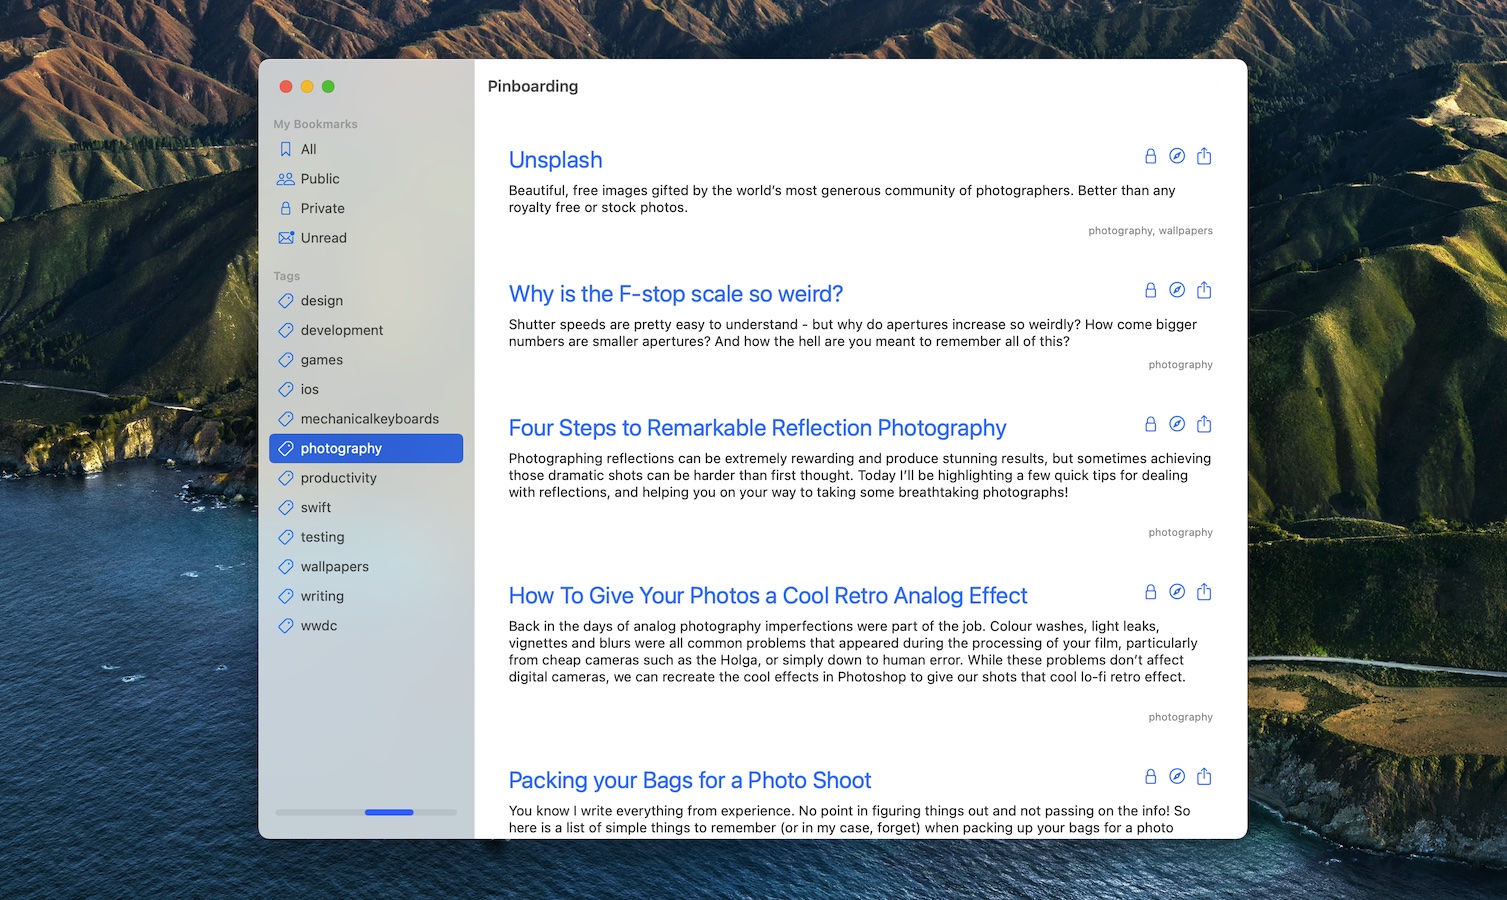 Pinboarding
My Bookmarks
All
Public
Private
Unread
Tags
design
development
games
ios
mechanicalkeyboards
photography
productivity
swift
testing
wallpapers
writing
wwdc
Unsplash
Beautiful, free images gifted by the world’s most generous community of photographers. Better than any
royalty free or stock photos.
photography, wallpapers
Why is the F-stop scale so weird?
Shutter speeds are pretty easy to understand - but why do apertures increase so weirdly? How come bigger
numbers are smaller apertures? And how the hell are you meant to remember all of this?
photography
Four Steps to Remarkable Reflection Photography
Photographing reflections can be extremely rewarding and produce stunning results, but sometimes achieving
those dramatic shots can be harder than first thought. Today I’ll be highlighting a few quick tips for dealing
with reflections, and helping you on your way to taking some breathtaking photographs!
photography
How To Give Your Photos a Cool Retro Analog Effect
Back in the days of analog photography imperfections were part of the job. Colour washes, light leaks,
vignettes and blurs were all common problems that appeared during the processing of your film, particularly
from cheap cameras such as the Holga, or simply down to human error. While these problems don’t affect
digital cameras, we can recreate the cool effects in Photoshop to give our shots that cool lo-fi retro effect.
photography
Packing your Bags for a Photo Shoot
You know I write everything from experience. No point in figuring things out and not passing on the info! So
here is a list of simple things to remember (or in my case, forget) when packing up your bags for a photo